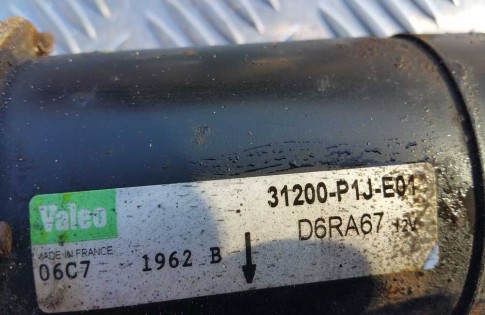 Valeo
31200-P1J-E01
D6RA67 12V
MADE IN FRANCE
06C7 1962 B